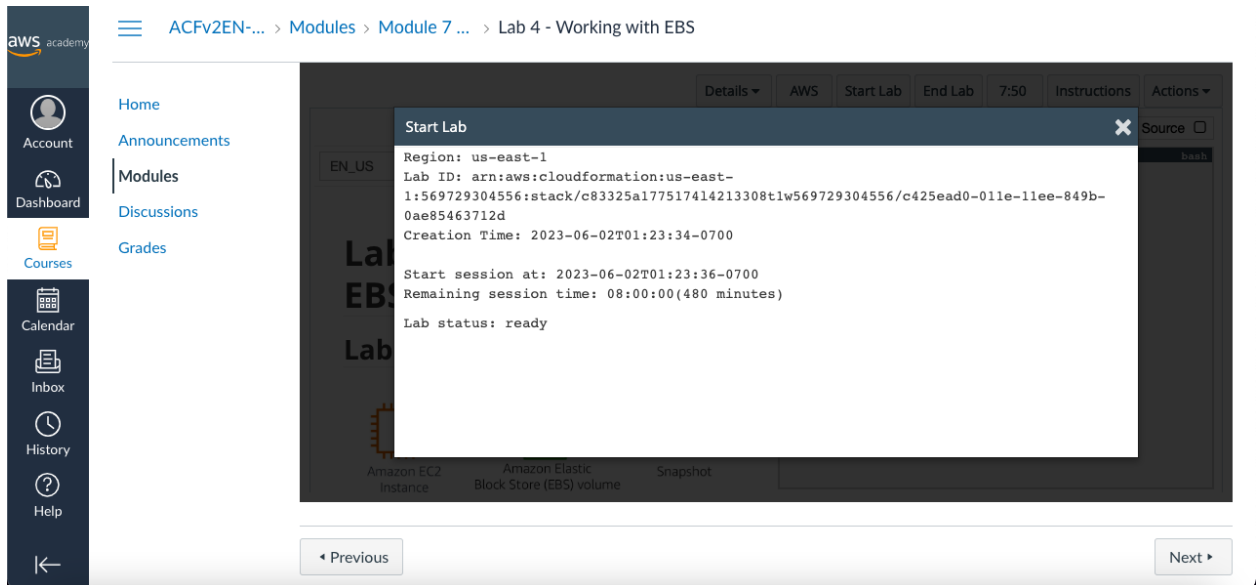 aws academy
ACFv2EN-... > Modules > Module 7 ... > Lab 4 - Working with EBS
Account
Dashboard
Courses
Calendar
Inbox
History
Help
Home
Announcements
Modules
Discussions
Grades
Details
AWS
Start Lab
End Lab
7:50
Instructions
Actions
Source
EN_US
bash
Start Lab
Region: us-east-1
Lab ID: arn:aws:cloudformation:us-east-
1:569729304556:stack/c83325a177517414213308t1w569729304556/c425ead0-011e-11ee-849b-
0ae85463712d
Creation Time: 2023-06-02T01:23:34-0700
Start session at: 2023-06-02T01:23:36-0700
Remaining session time: 08:00:00(480 minutes)
Lab status: ready
Lab
EBS
Lab
Amazon EC2
Instance
Amazon Elastic
Block Store (EBS) volume
Snapshot
Previous
Next